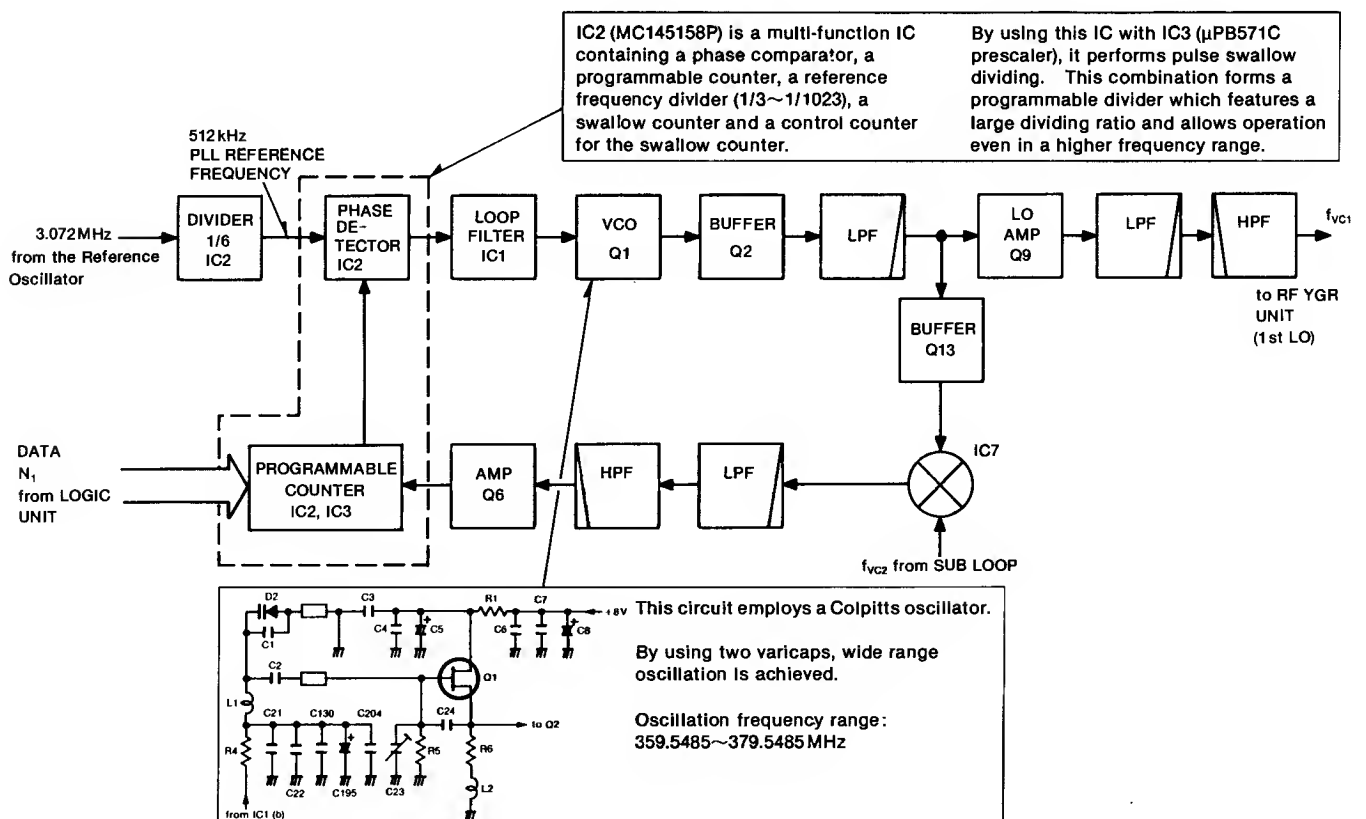 IC2 (MC145158P) is a multi-function IC
containing a phase comparator, a
programmable counter, a reference
frequency divider (1/3~1/1023), a
swallow counter and a control counter
for the swallow counter.
By using this IC with IC3 (μPB571C
prescaler), it performs pulse swallow
dividing. This combination forms a
programmable divider which features a
large dividing ratio and allows operation
even in a higher frequency range.
512kHz
PLL REFERENCE
FREQUENCY
3.072MHz
from the Reference
Oscillator
DIVIDER
1/6
IC2
PHASE
DE-
TECTOR
IC2
LOOP
FILTER
IC1
VCO
Q1
BUFFER
Q2
LPF
LO
AMP
Q9
LPF
HPF
fVC1
to RF YGR
UNIT
(1st LO)
BUFFER
Q13
IC7
DATA
N1
from LOGIC
UNIT
PROGRAMMABLE
COUNTER
IC2, IC3
AMP
Q6
HPF
LPF
fVC2 from SUB LOOP
D2
C1
C3
C4
C5
R1
C6
C7
C8
+8V
C2
Q1
L1
C21
C130
C204
C24
to Q2
R4
C22
C195
C23
R5
R6
L2
from IC1 (b)
This circuit employs a Colpitts oscillator.
By using two varicaps, wide range
oscillation is achieved.
Oscillation frequency range:
359.5485~379.5485MHz